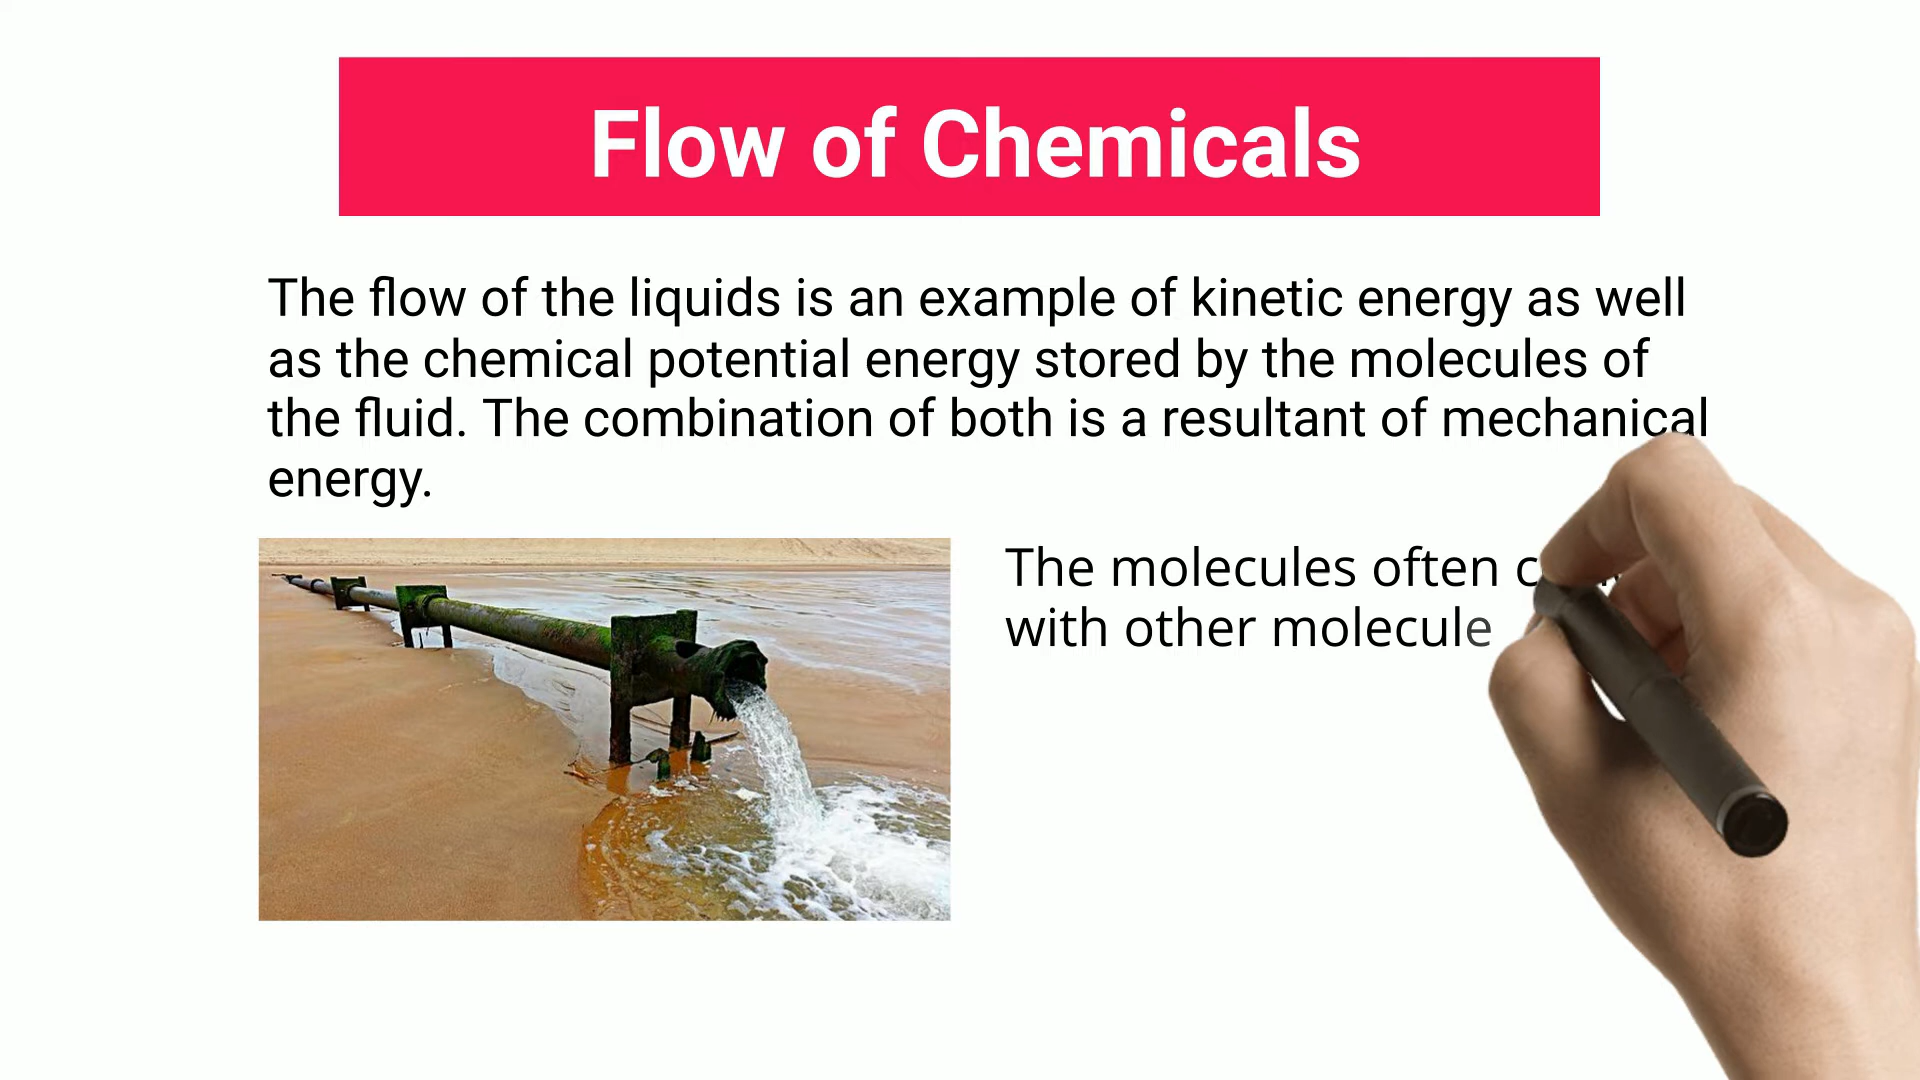 Flow of Chemicals
The flow of the liquids is an example of kinetic energy as well
as the chemical potential energy stored by the molecules of
the fluid. The combination of both is a resultant of mechanical
energy.
The molecules often
with other molecule